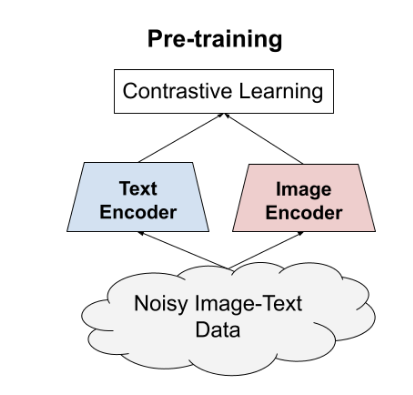 Pre-training
Contrastive Learning
Text
Encoder
Image
Encoder
Noisy Image-Text
Data